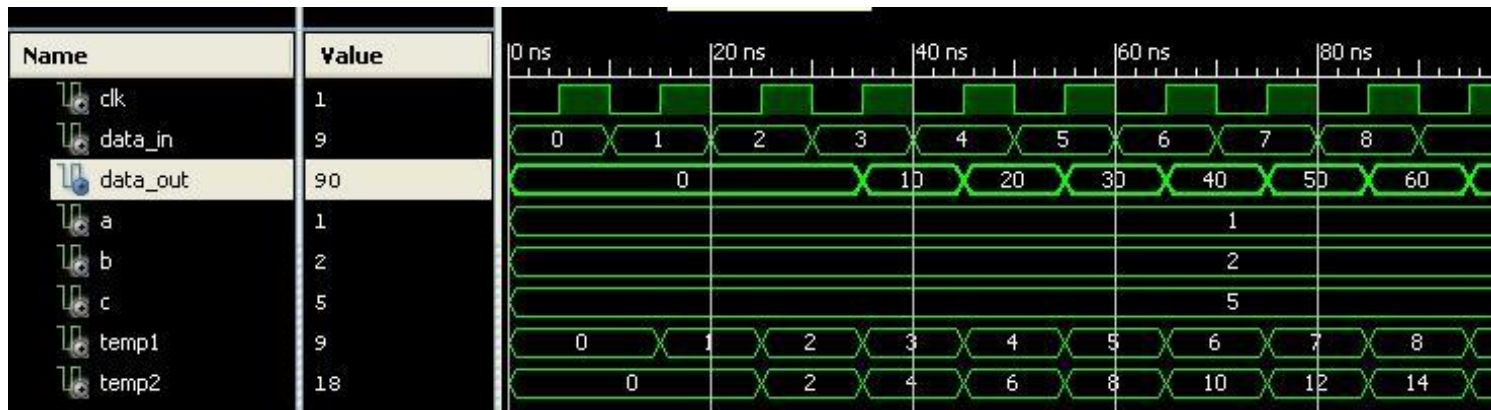 Name Value 0 ns 20 ns 40 ns 60 ns 80 ns
clk 1
data_in 9 0 1 2 3 4 5 6 7 8
data_out 90 0 10 20 30 40 50 60
a 1 1
b 2 2
c 5 5
temp1 9 0 1 2 3 4 5 6 7 8
temp2 18 0 2 4 6 8 10 12 14